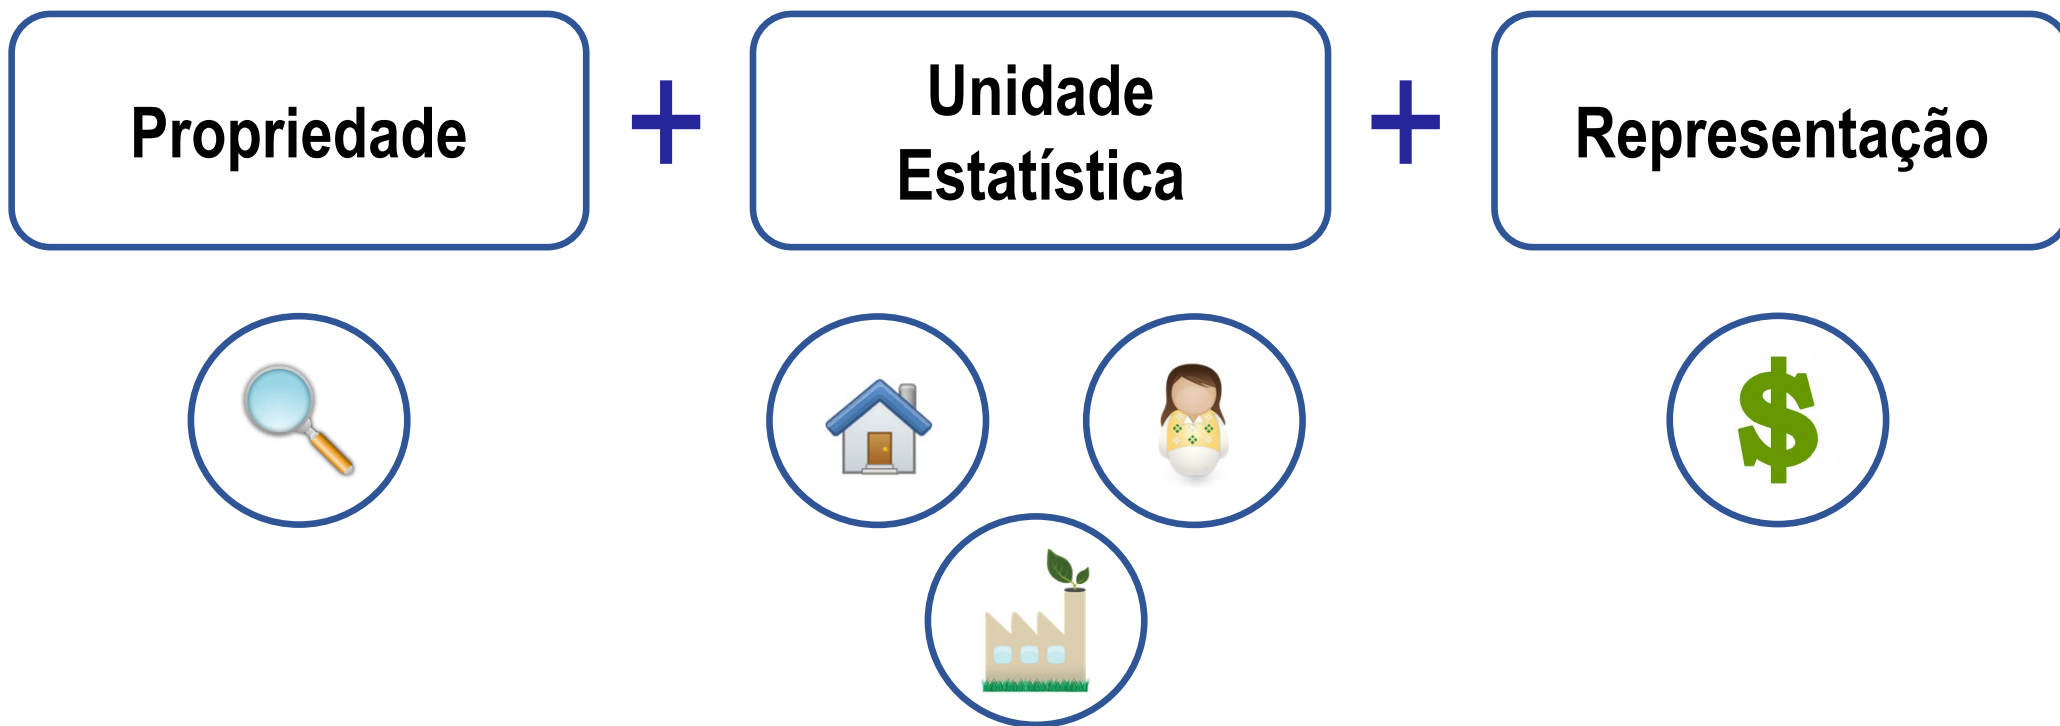 Propriedade
+
Unidade
Estatística
+
Representação
$